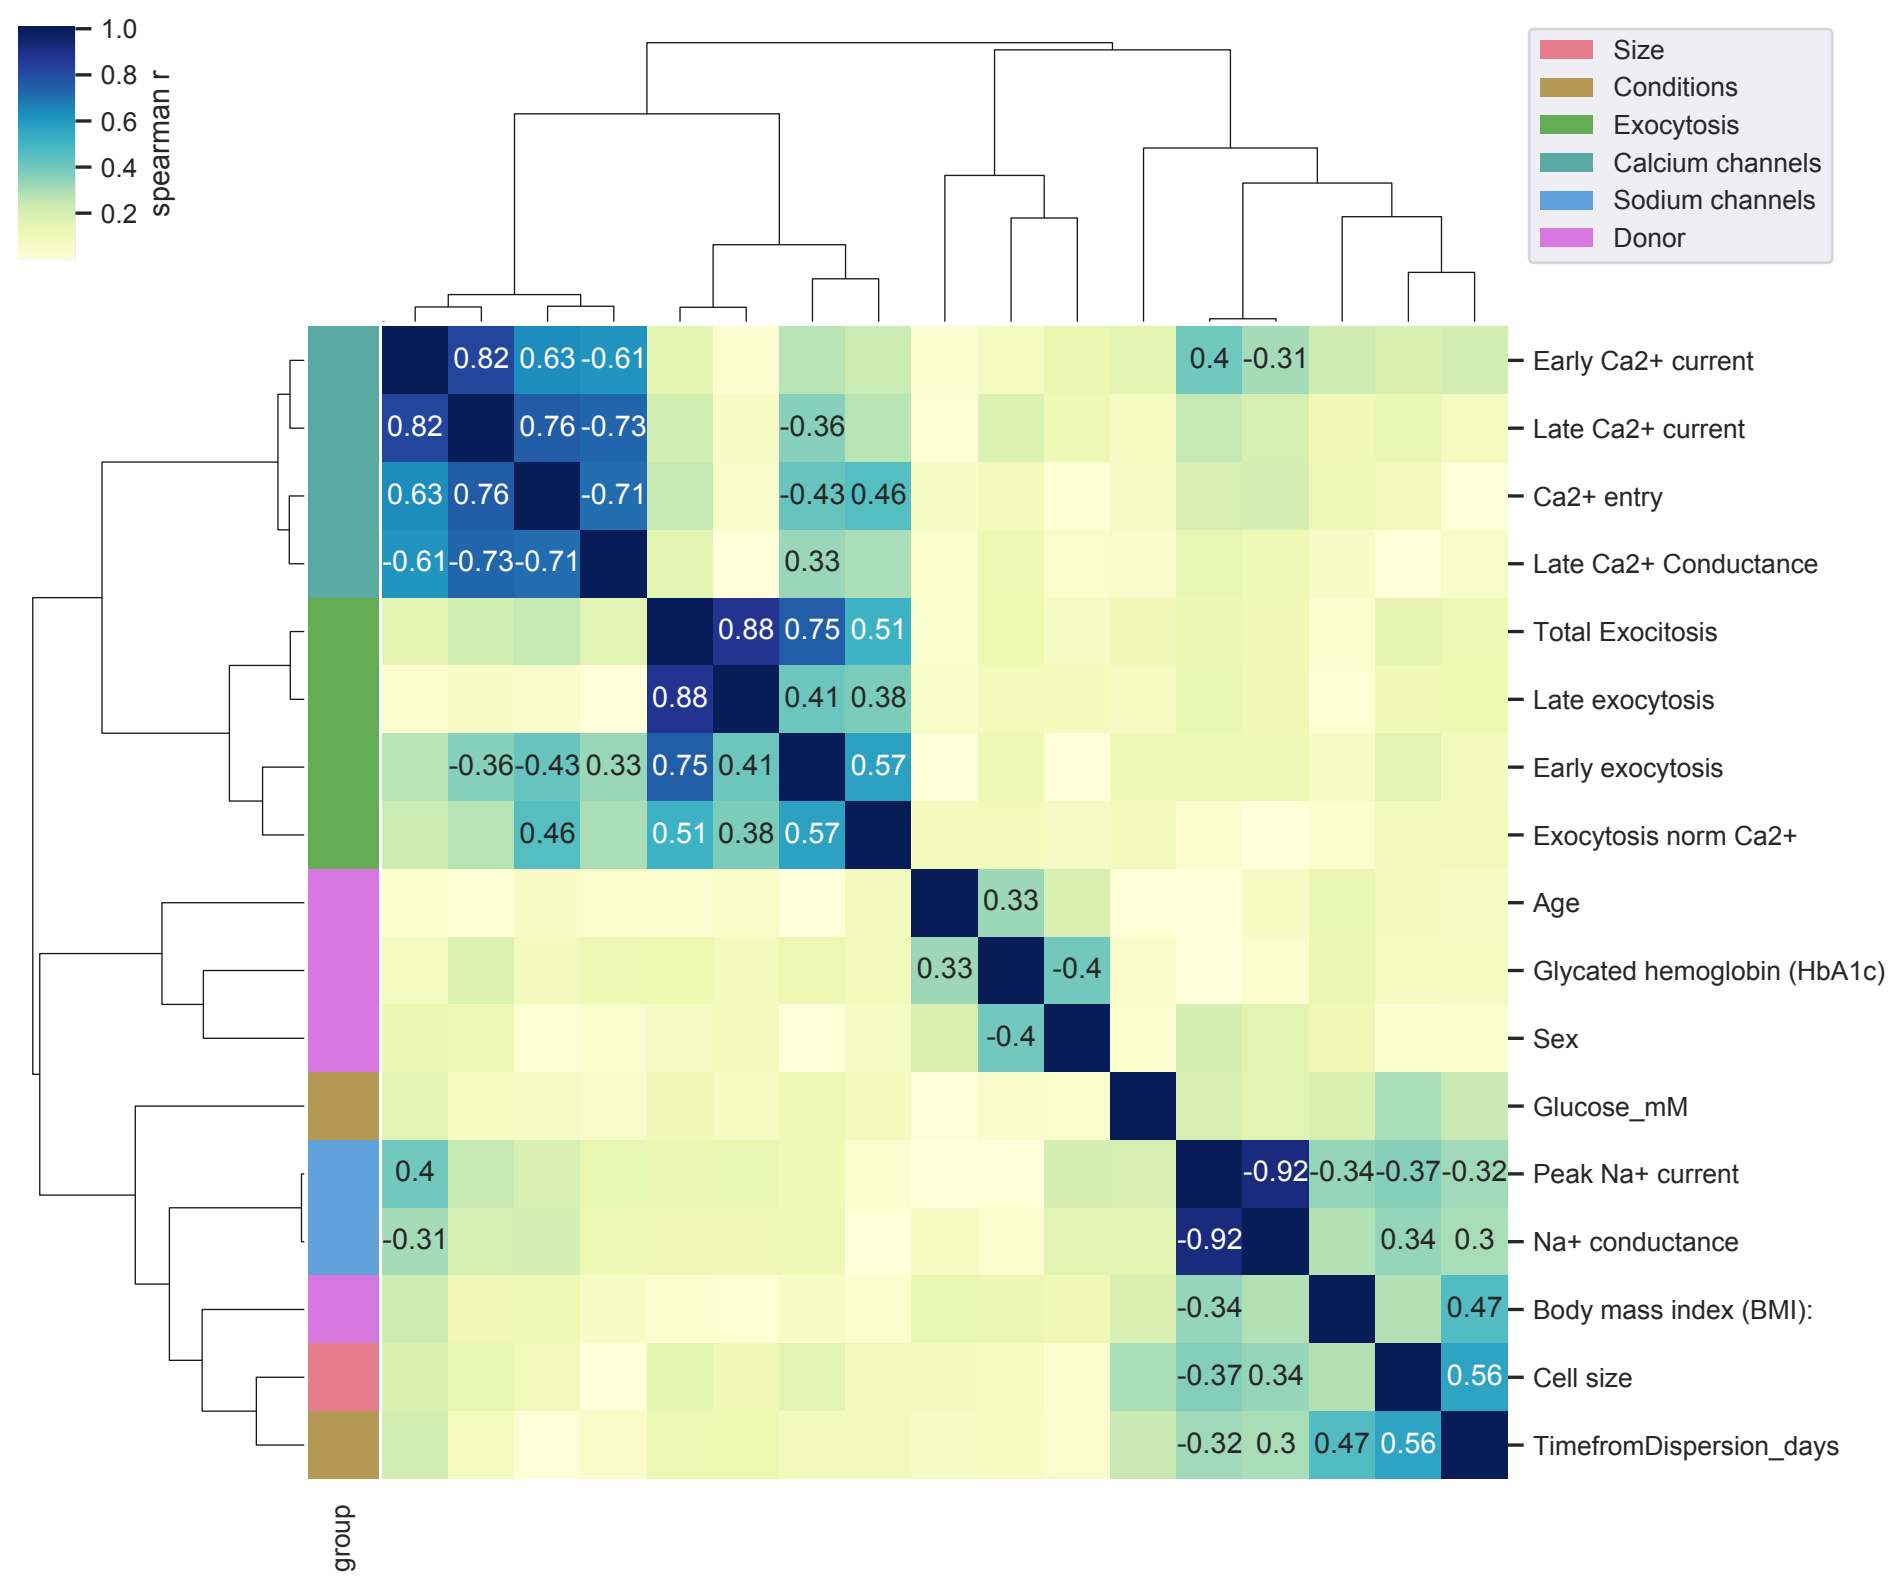 1.0
0.8
0.6
0.4
0.2
spearman r
Size
Conditions
Exocytosis
Calcium channels
Sodium channels
Donor
0.82 0.63 -0.61 0.4 -0.31 Early Ca2+ current
0.82 0.76 -0.73 -0.36 Late Ca2+ current
0.63 0.76 -0.71 -0.43 0.46 Ca2+ entry
-0.61 -0.73 -0.71 0.33 Late Ca2+ Conductance
0.88 0.75 0.51 Total Exocitosis
0.88 0.41 0.38 Late exocytosis
-0.36 -0.43 0.33 0.75 0.41 0.57 Early exocytosis
0.46 0.51 0.38 0.57 Exocytosis norm Ca2+
0.33 Age
0.33 -0.4 Glycated hemoglobin (HbA1c)
-0.4 Sex
Glucose_mM
0.4 -0.92 -0.34 -0.37 -0.32 Peak Na+ current
-0.31 -0.92 0.34 0.3 Na+ conductance
-0.34 0.47 Body mass index (BMI):
-0.37 0.34 0.56 Cell size
-0.32 0.3 0.47 0.56 TimefromDispersion_days
group